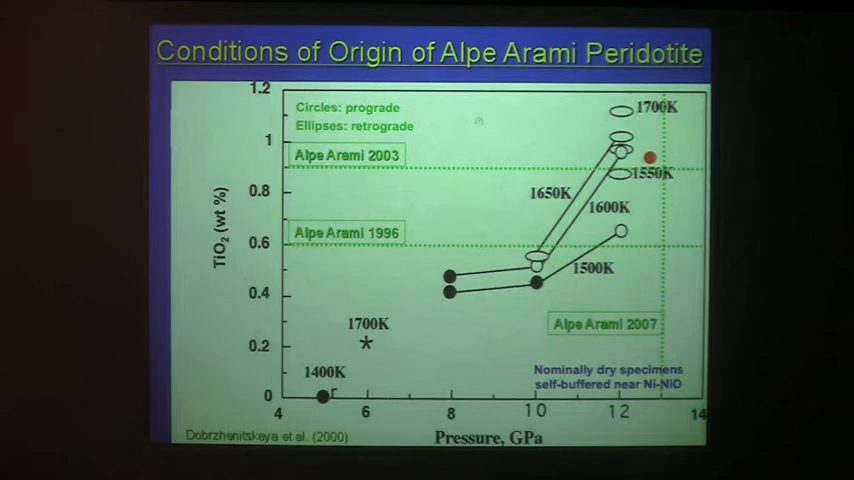 Conditions of Origin of Alpe Arami Peridotite
1.2
1
0.8
0.6
0.4
0.2
0
TiO2 (wt %)
Circles: prograde
Ellipses: retrograde
Alpe Arami 2003
Alpe Arami 1996
1700K
1550K
1650K
1600K
1500K
1700K
*
1400K
r
Alpe Arami 2007
Nominally dry specimens
self-buffered near Ni-NiO
4
6
8
10
12
14
Dobrzhenitskaya et al. (2000)
Pressure, GPa